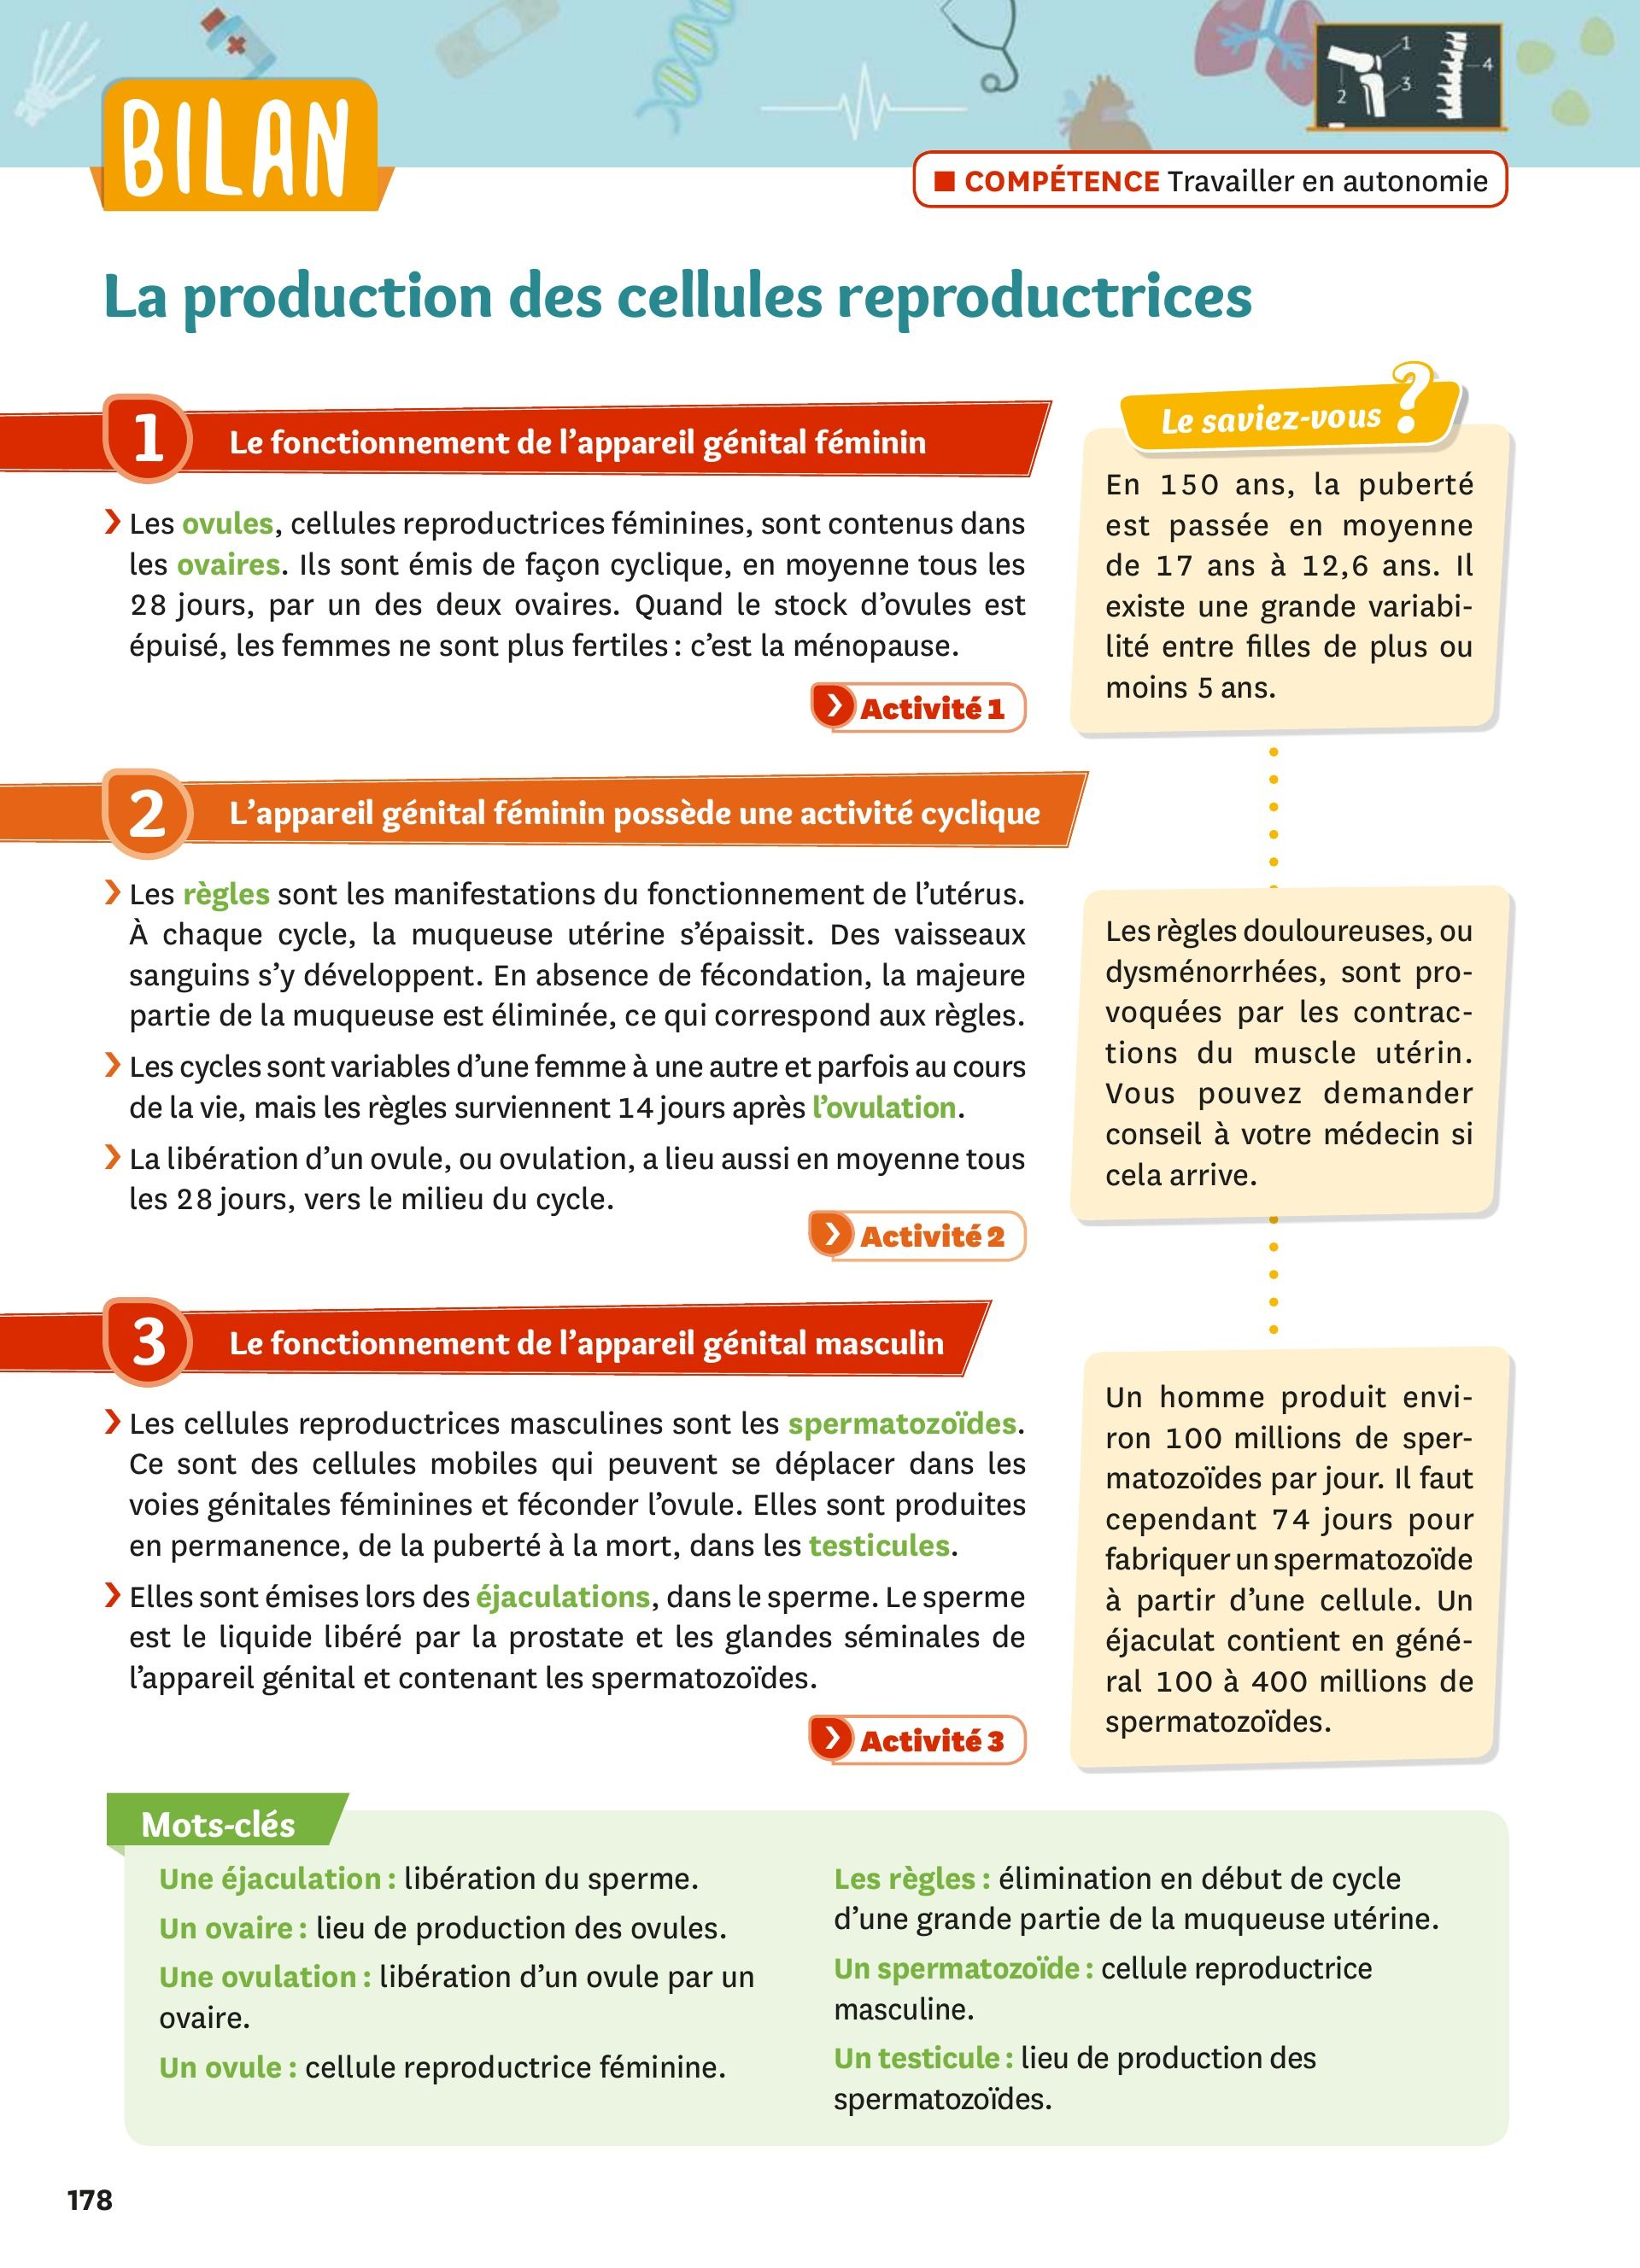 BILAN
1
2
3
4
■ COMPÉTENCE Travailler en autonomie
La production des cellules reproductrices
1 Le fonctionnement de l’appareil génital féminin
❯ Les ovules, cellules reproductrices féminines, sont contenus dans
les ovaires. Ils sont émis de façon cyclique, en moyenne tous les
28 jours, par un des deux ovaires. Quand le stock d’ovules est
épuisé, les femmes ne sont plus fertiles : c’est la ménopause.
❯ Activité 1
2 L’appareil génital féminin possède une activité cyclique
❯ Les règles sont les manifestations du fonctionnement de l’utérus.
À chaque cycle, la muqueuse utérine s’épaissit. Des vaisseaux
sanguins s’y développent. En absence de fécondation, la majeure
partie de la muqueuse est éliminée, ce qui correspond aux règles.
❯ Les cycles sont variables d’une femme à une autre et parfois au cours
de la vie, mais les règles surviennent 14 jours après l’ovulation.
❯ La libération d’un ovule, ou ovulation, a lieu aussi en moyenne tous
les 28 jours, vers le milieu du cycle.
❯ Activité 2
3 Le fonctionnement de l’appareil génital masculin
❯ Les cellules reproductrices masculines sont les spermatozoïdes.
Ce sont des cellules mobiles qui peuvent se déplacer dans les
voies génitales féminines et féconder l’ovule. Elles sont produites
en permanence, de la puberté à la mort, dans les testicules.
❯ Elles sont émises lors des éjaculations, dans le sperme. Le sperme
est le liquide libéré par la prostate et les glandes séminales de
l’appareil génital et contenant les spermatozoïdes.
❯ Activité 3
Le saviez-vous ?
En 150 ans, la puberté
est passée en moyenne
de 17 ans à 12,6 ans. Il
existe une grande variabi-
lité entre filles de plus ou
moins 5 ans.
Les règles douloureuses, ou
dysménorrhées, sont pro-
voquées par les contrac-
tions du muscle utérin.
Vous pouvez demander
conseil à votre médecin si
cela arrive.
Un homme produit envi-
ron 100 millions de sper-
matozoïdes par jour. Il faut
cependant 74 jours pour
fabriquer un spermatozoïde
à partir d’une cellule. Un
éjaculat contient en géné-
ral 100 à 400 millions de
spermatozoïdes.
Mots-clés
Une éjaculation : libération du sperme.
Un ovaire : lieu de production des ovules.
Une ovulation : libération d’un ovule par un
ovaire.
Un ovule : cellule reproductrice féminine.
Les règles : élimination en début de cycle
d’une grande partie de la muqueuse utérine.
Un spermatozoïde : cellule reproductrice
masculine.
Un testicule : lieu de production des
spermatozoïdes.
178